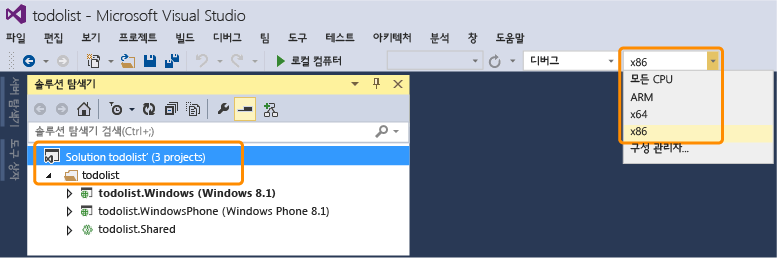 todolist - Microsoft Visual Studio
파일 편집 보기 프로젝트 빌드 디버그 팀 도구 테스트 아키텍처 분석 창 도움말
로컬 컴퓨터 디버그 x86
모든 CPU
ARM
x64
x86
구성 관리자...
서버 탐색기
도구 상자
솔루션 탐색기
솔루션 탐색기 검색(Ctrl+;)
Solution todolist' (3 projects)
todolist
todolist.Windows (Windows 8.1)
todolist.WindowsPhone (Windows Phone 8.1)
todolist.Shared